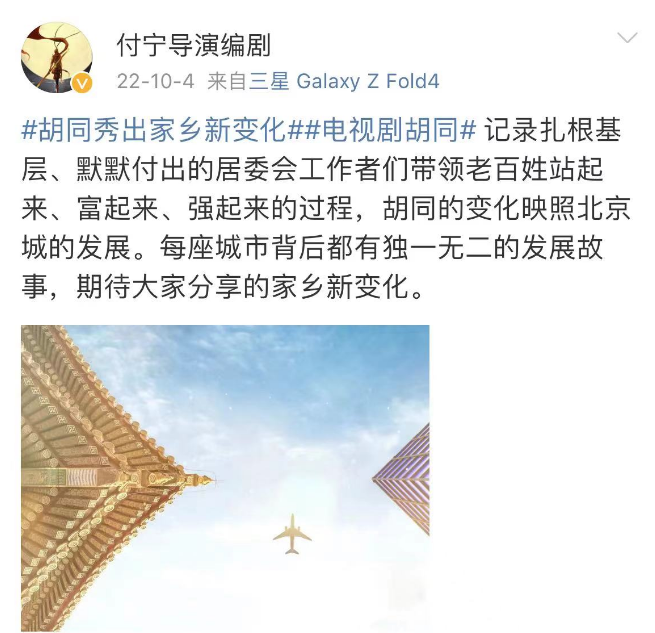 付宁导演编剧
22-10-4 来自三星 Galaxy Z Fold4
#胡同秀出家乡新变化##电视剧胡同# 记录扎根基
层、默默付出的居委会工作者们带领老百姓站起
来、富起来、强起来的过程，胡同的变化映照北京
城的发展。每座城市背后都有独一无二的发展故
事，期待大家分享的家乡新变化。